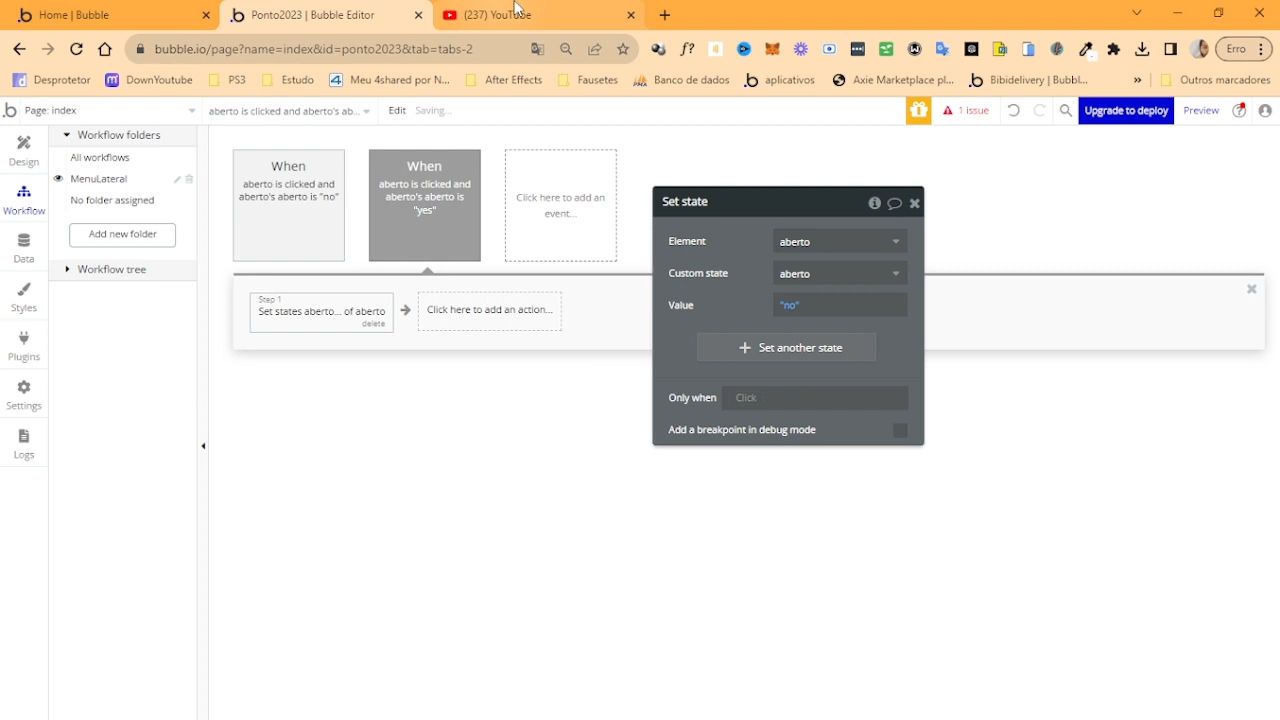 Home | Bubble
Ponto2023 | Bubble Editor
(237) YouTube
bubble.io/page?name=index&id=ponto2023&tab=tabs-2
f?
Erro
Desprotetor
DownYoutube
PS3
Estudo
Meu 4shared por N...
After Effects
Fausetes
Banco de dados
aplicativos
Axie Marketplace pl...
Bibidelivery | Bubbl...
»
Outros marcadores
Page: index
aberto is clicked and aberto's ab...
Edit
Saving...
1 issue
Upgrade to deploy
Preview
Design
Workflow
Data
Styles
Plugins
Settings
Logs
Workflow folders
All workflows
MenuLateral
No folder assigned
Add new folder
Workflow tree
When
aberto is clicked and
aberto's aberto is "no"
When
aberto is clicked and
aberto's aberto is
"yes"
Click here to add an
event...
Step 1
Set states aberto... of aberto
delete
Click here to add an action...
Set state
Element
aberto
Custom state
aberto
Value
"no"
+ Set another state
Only when
Click
Add a breakpoint in debug mode